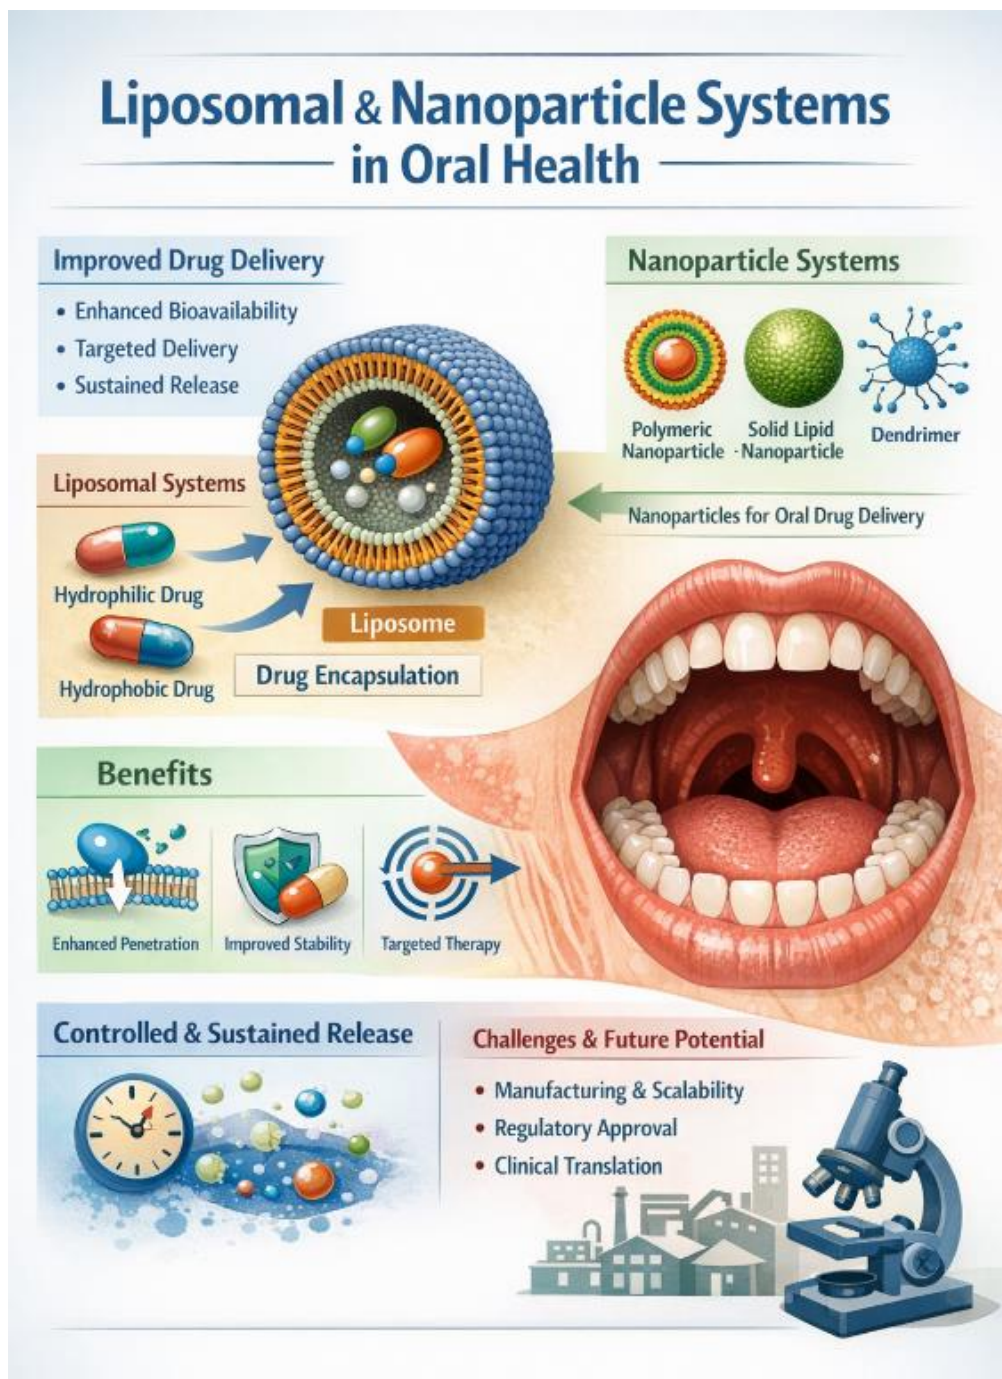 Liposomal & Nanoparticle Systems
in Oral Health
Improved Drug Delivery
• Enhanced Bioavailability
• Targeted Delivery
• Sustained Release
Nanoparticle Systems
Polymeric
Nanoparticle
Solid Lipid
-Nanoparticle
Dendrimer
Nanoparticles for Oral Drug Delivery
Liposomal Systems
Hydrophilic Drug
Hydrophobic Drug
Liposome
Drug Encapsulation
Benefits
Enhanced Penetration
Improved Stability
Targeted Therapy
Controlled & Sustained Release
Challenges & Future Potential
• Manufacturing & Scalability
• Regulatory Approval
• Clinical Translation